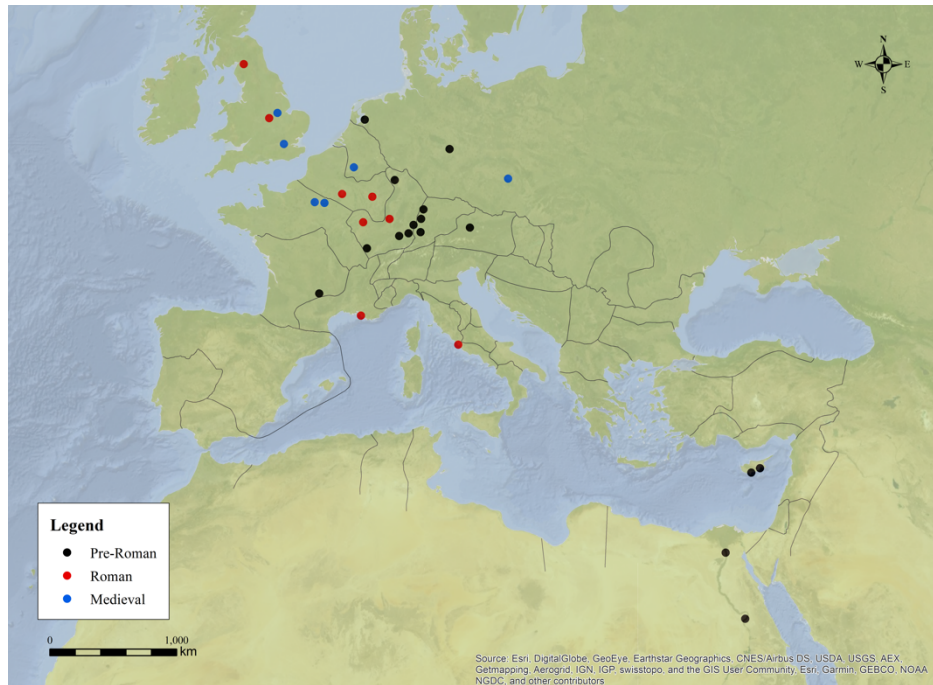 N
W E
S
Legend
Pre-Roman
Roman
Medieval
0 1,000
km
Source: Esri, DigitalGlobe, GeoEye, Earthstar Geographics, CNES/Airbus DS, USDA, USGS, AEX,
Getmapping, Aerogrid, IGN, IGP, swisstopo, and the GIS User Community, Esri, Garmin, GEBCO, NOAA
NGDC, and other contributors